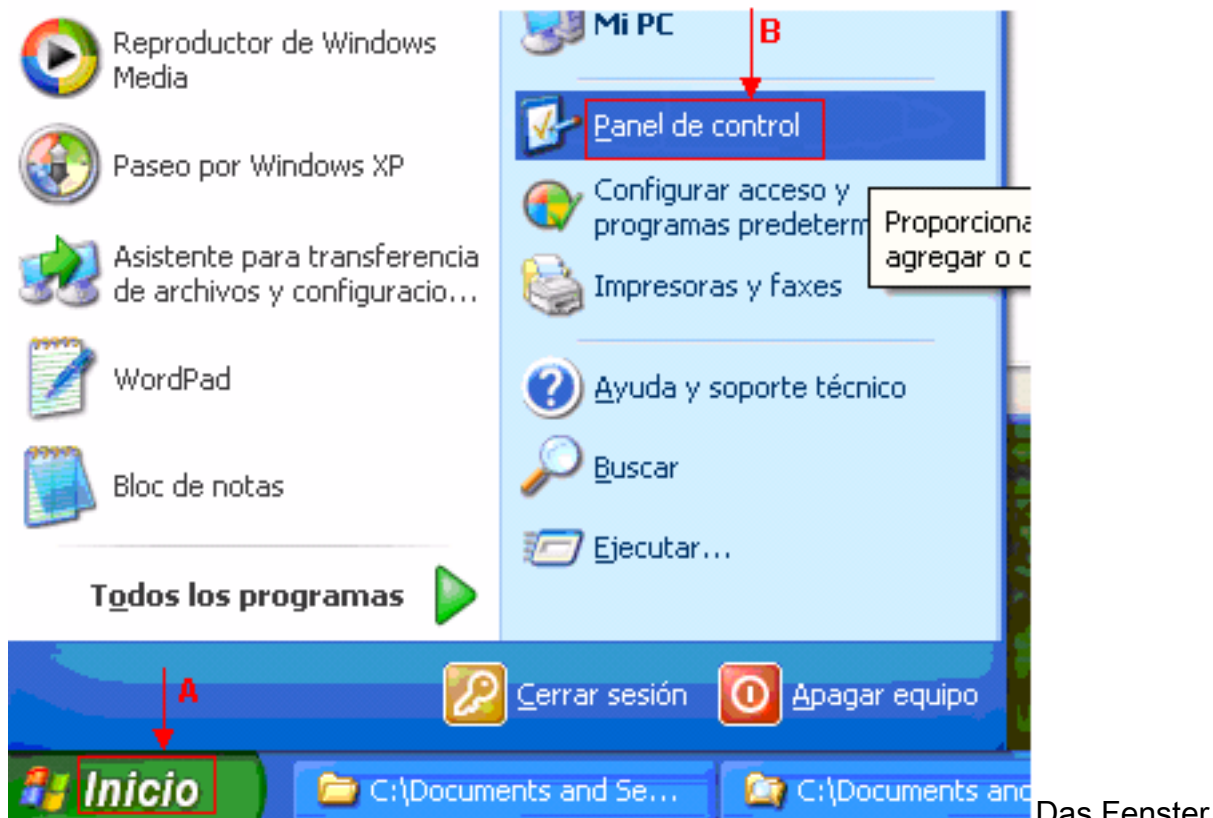 Reproductor de Windows
Media
Paseo por Windows XP
Asistente para transferencia
de archivos y configuracio...
WordPad
Bloc de notas
Todos los programas
Mi PC
B
Panel de control
Configurar acceso y
programas predeterm
Proporciona
agregar o c
Impresoras y faxes
Ayuda y soporte técnico
Buscar
Ejecutar...
A
Cerrar sesión
Apagar equipo
Inicio
C:\Documents and Se...
C:\Documents and
Das Fenster